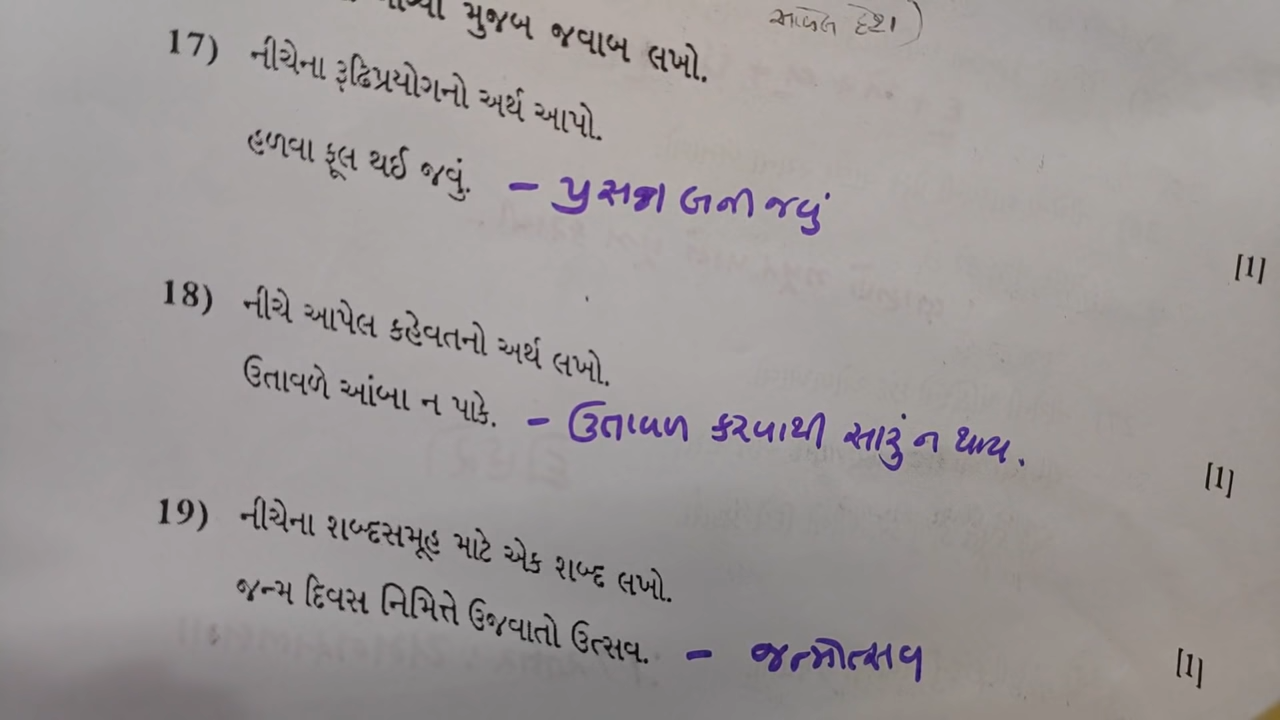 મુજબ જવાબ લખો.
17) નીચેના રૂઢિપ્રયોગનો અર્થ આપો.
હળવા ફૂલ થઈ જવું. - પ્રસન્ન બની જવું
[1]
18) નીચે આપેલ કહેવતનો અર્થ લખો.
ઉતાવળે આંબા ન પાકે. - ઉતાવળ કરવાથી સારું ન થાય.
[1]
19) નીચેના શબ્દસમૂહ માટે એક શબ્દ લખો.
જન્મ દિવસ નિમિત્તે ઉજવાતો ઉત્સવ. - જન્મોત્સવ
[1]